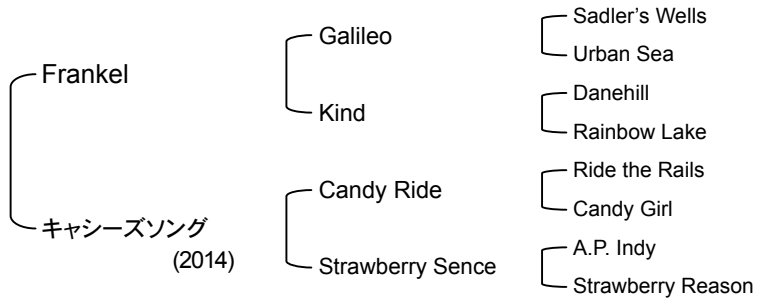 Frankel
キャシーズソング
(2014)
Galileo
Kind
Candy Ride
Strawberry Sence
Sadler's Wells
Urban Sea
Danehill
Rainbow Lake
Ride the Rails
Candy Girl
A.P. Indy
Strawberry Reason